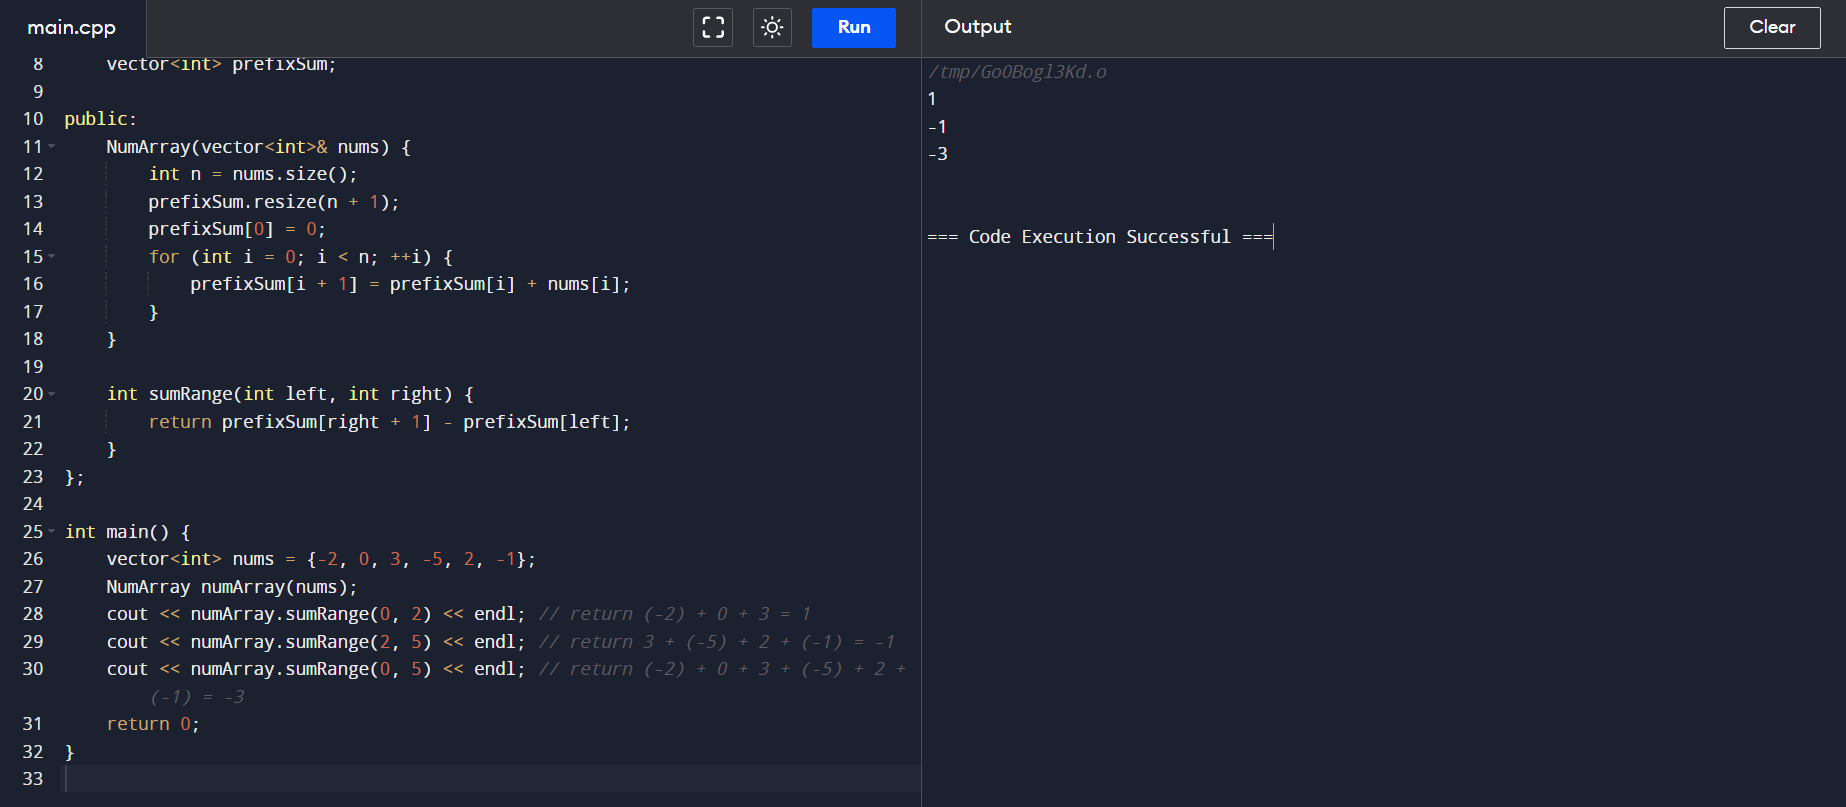 main.cpp
Run
Output
Clear
8 vector<int> prefixSum;
9
10 public:
11 NumArray(vector<int>& nums) {
12 int n = nums.size();
13 prefixSum.resize(n + 1);
14 prefixSum[0] = 0;
15 for (int i = 0; i < n; ++i) {
16 prefixSum[i + 1] = prefixSum[i] + nums[i];
17 }
18 }
19
20 int sumRange(int left, int right) {
21 return prefixSum[right + 1] - prefixSum[left];
22 }
23 };
24
25 int main() {
26 vector<int> nums = {-2, 0, 3, -5, 2, -1};
27 NumArray numArray(nums);
28 cout << numArray.sumRange(0, 2) << endl; // return (-2) + 0 + 3 = 1
29 cout << numArray.sumRange(2, 5) << endl; // return 3 + (-5) + 2 + (-1) = -1
30 cout << numArray.sumRange(0, 5) << endl; // return (-2) + 0 + 3 + (-5) + 2 +
(-1) = -3
31 return 0;
32 }
33
/tmp/GoOBogl3Kd.o
1
-1
-3
=== Code Execution Successful ===